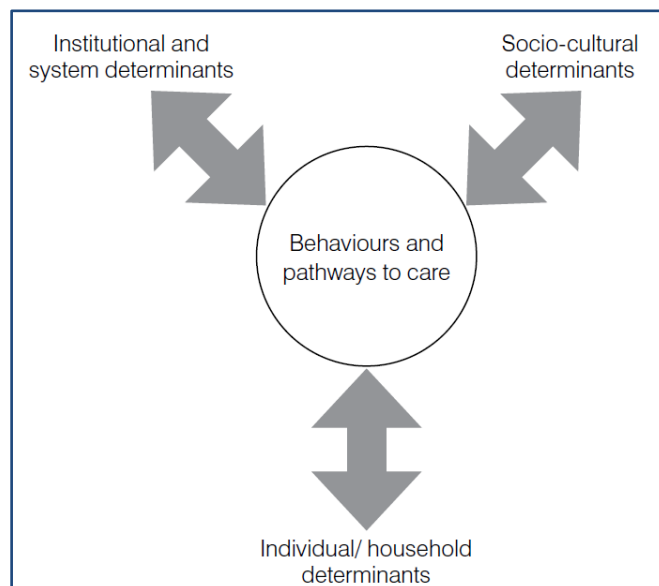 Institutional and
system determinants
Socio-cultural
determinants
Behaviours and
pathways to care
Individual/ household
determinants